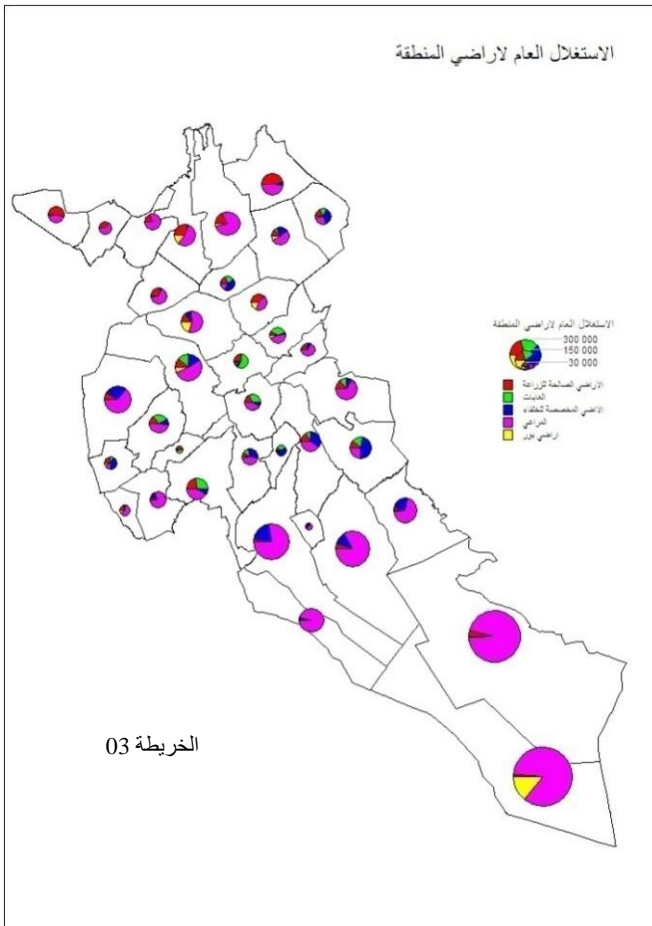 الاستغلال العام لاراضي المنطقة
الاستغلال العام لاراضي المنطقة
300 000
150 000
30 000
الاراضي الصالحة للزراعة
الغابات
الااضي المخصصة للحلفاء
المراعي
اراضي بور
الخريطة 03